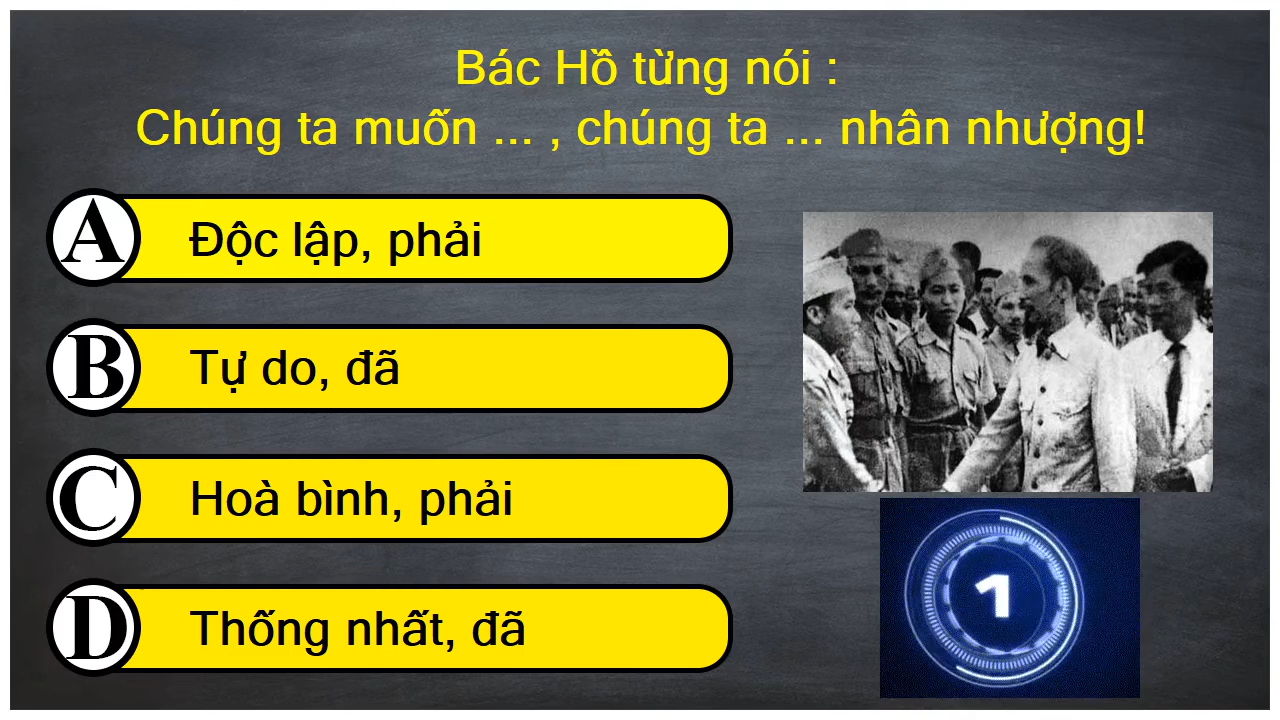 Bác Hồ từng nói :
Chúng ta muốn ... , chúng ta ... nhân nhượng!
A Độc lập, phải
B Tự do, đã
C Hoà bình, phải
D Thống nhất, đã
1